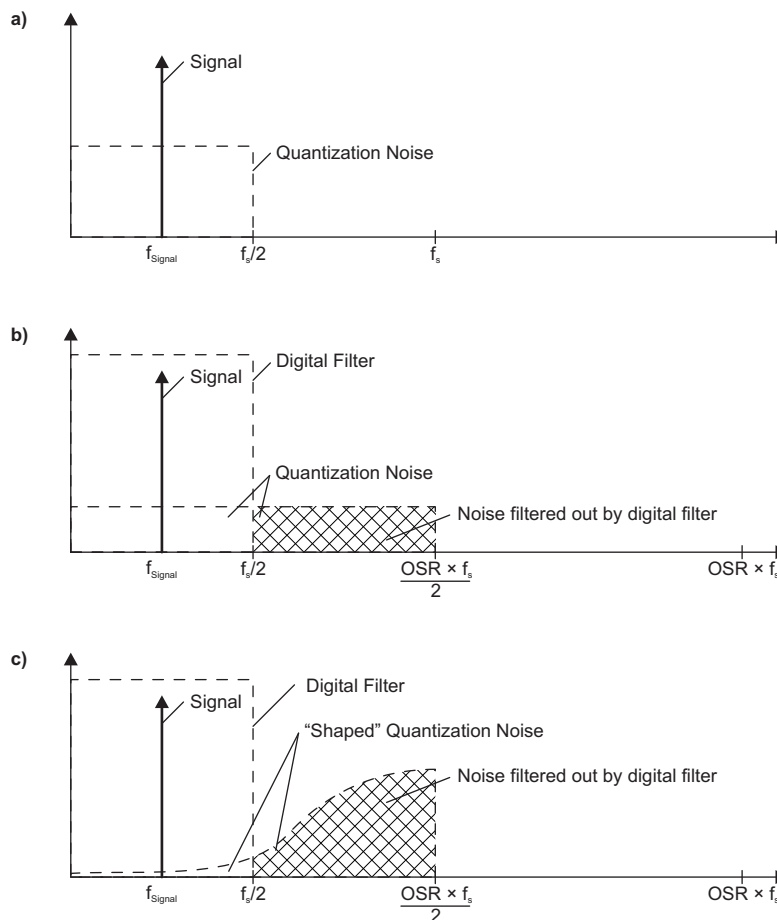 a)
Signal
Quantization Noise
fSignal fs/2 fs
b)
Digital Filter
Signal
Quantization Noise
Noise filtered out by digital filter
fSignal fs/2 OSR × fs OSR × fs
2
c)
Digital Filter
Signal
“Shaped” Quantization Noise
Noise filtered out by digital filter
fSignal fs/2 OSR × fs OSR × fs
2